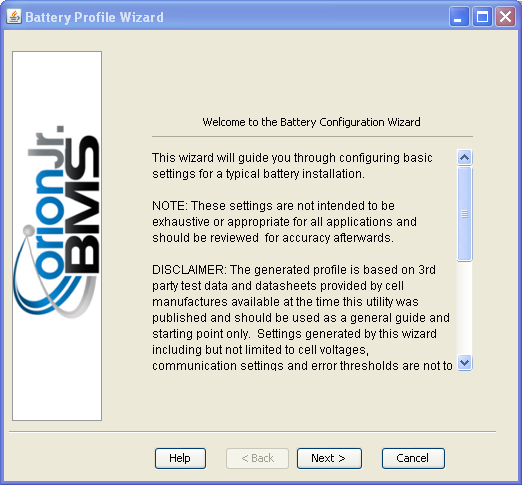 Battery Profile Wizard
orion Jr.
BMS
Welcome to the Battery Configuration Wizard
This wizard will guide you through configuring basic
settings for a typical battery installation.
NOTE: These settings are not intended to be
exhaustive or appropriate for all applications and
should be reviewed for accuracy afterwards.
DISCLAIMER: The generated profile is based on 3rd
party test data and datasheets provided by cell
manufactures available at the time this utility was
published and should be used as a general guide and
starting point only. Settings generated by this wizard
including but not limited to cell voltages,
communication settings and error thresholds are not to
Help
< Back
Next >
Cancel